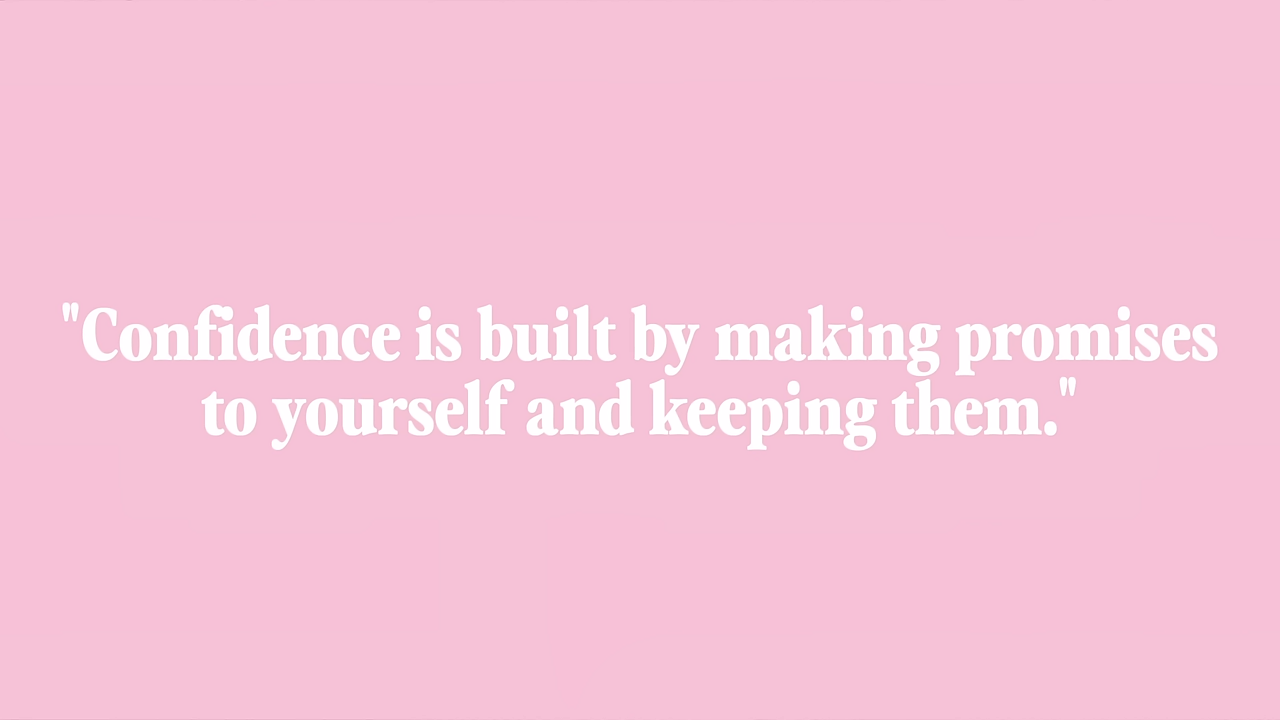 "Confidence is built by making promises
to yourself and keeping them."